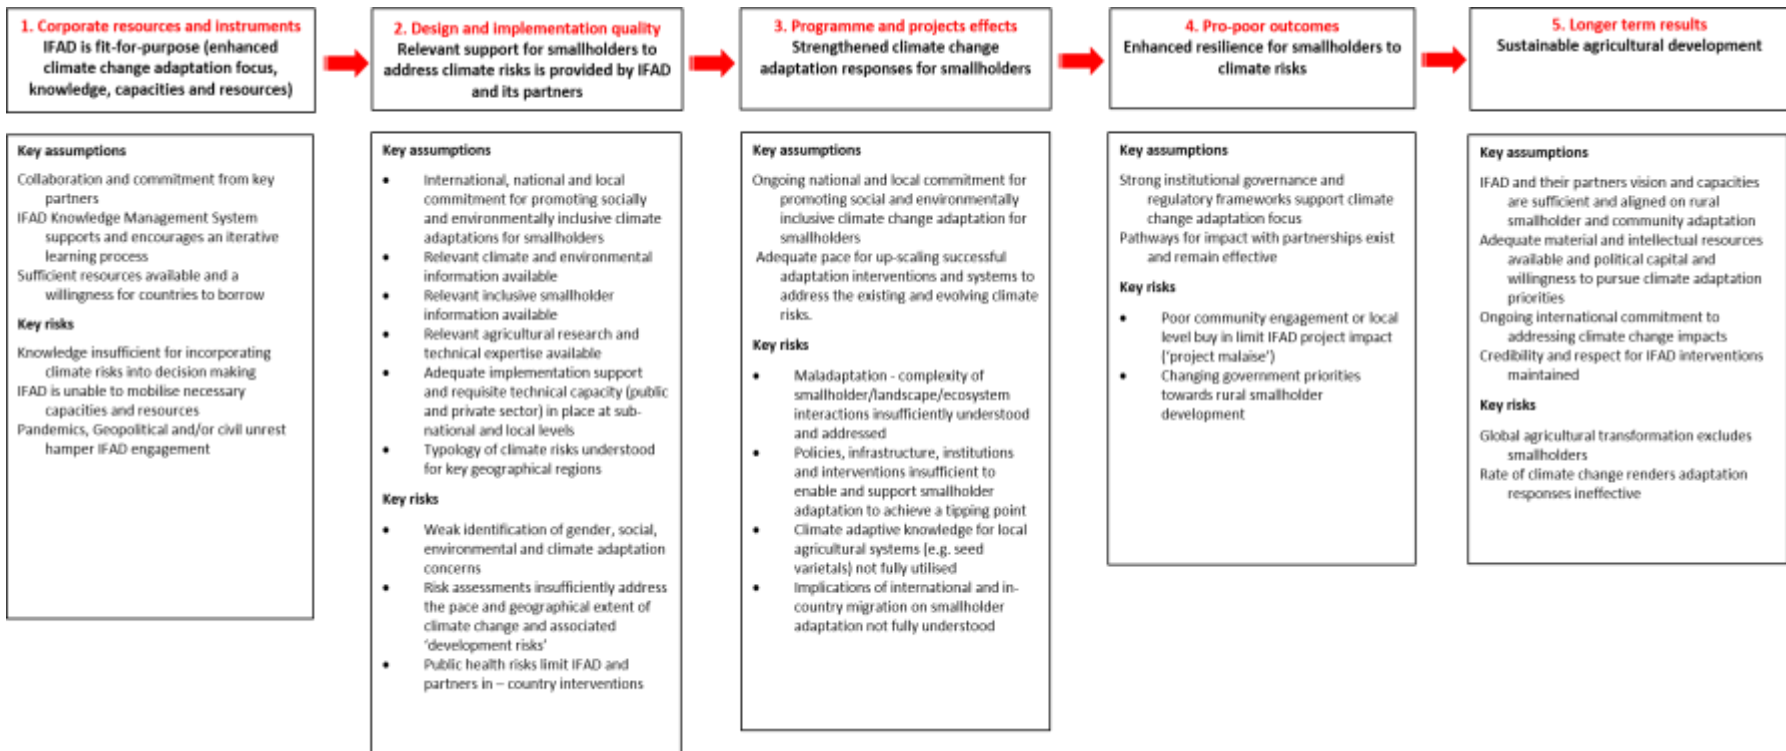 1. Corporate resources and instruments
IFAD is fit-for-purpose (enhanced
climate change adaptation focus,
knowledge, capacities and resources)
2. Design and implementation quality
Relevant support for smallholders to
address climate risks is provided by IFAD
and its partners
3. Programme and projects effects
Strengthened climate change
adaptation responses for smallholders
4. Pro-poor outcomes
Enhanced resilience for smallholders to
climate risks
5. Longer term results
Sustainable agricultural development
Key assumptions
Collaboration and commitment from key
partners
IFAD Knowledge Management System
supports and encourages an iterative
learning process
Sufficient resources available and a
willingness for countries to borrow
Key risks
Knowledge insufficient for incorporating
climate risks into decision making
IFAD is unable to mobilise necessary
capacities and resources
Pandemics, Geopolitical and/or civil unrest
hamper IFAD engagement
Key assumptions
• International, national and local
commitment for promoting socially
and environmentally inclusive climate
adaptations for smallholders
• Relevant climate and environmental
information available
• Relevant inclusive smallholder
information available
• Relevant agricultural research and
technical expertise available
• Adequate implementation support
and requisite technical capacity (public
and private sector) in place at sub-
national and local levels
• Typology of climate risks understood
for key geographical regions
Key risks
• Weak identification of gender, social,
environmental and climate adaptation
concerns
• Risk assessments insufficiently address
the pace and geographical extent of
climate change and associated
‘development risks’
• Public health risks limit IFAD and
partners in – country interventions
Key assumptions
Ongoing national and local commitment for
promoting social and environmentally
inclusive climate change adaptation for
smallholders
Adequate pace for up-scaling successful
adaptation interventions and systems to
address the existing and evolving climate
risks.
Key risks
• Maladaptation - complexity of
smallholder/landscape/ecosystem
interactions insufficiently understood
and addressed
• Policies, infrastructure, institutions
and interventions insufficient to
enable and support smallholder
adaptation to achieve a tipping point
• Climate adaptive knowledge for local
agricultural systems (e.g. seed
varietals) not fully utilised
• Implications of international and in-
country migration on smallholder
adaptation not fully understood
Key assumptions
Strong institutional governance and
regulatory frameworks support climate
change adaptation focus
Pathways for impact with partnerships exist
and remain effective
Key risks
• Poor community engagement or local
level buy in limit IFAD project impact
(‘project malaise’)
• Changing government priorities
towards rural smallholder
development
Key assumptions
IFAD and their partners vision and capacities
are sufficient and aligned on rural
smallholder and community adaptation
Adequate material and intellectual resources
available and political capital and
willingness to pursue climate adaptation
priorities
Ongoing international commitment to
addressing climate change impacts
Credibility and respect for IFAD interventions
maintained
Key risks
Global agricultural transformation excludes
smallholders
Rate of climate change renders adaptation
responses ineffective